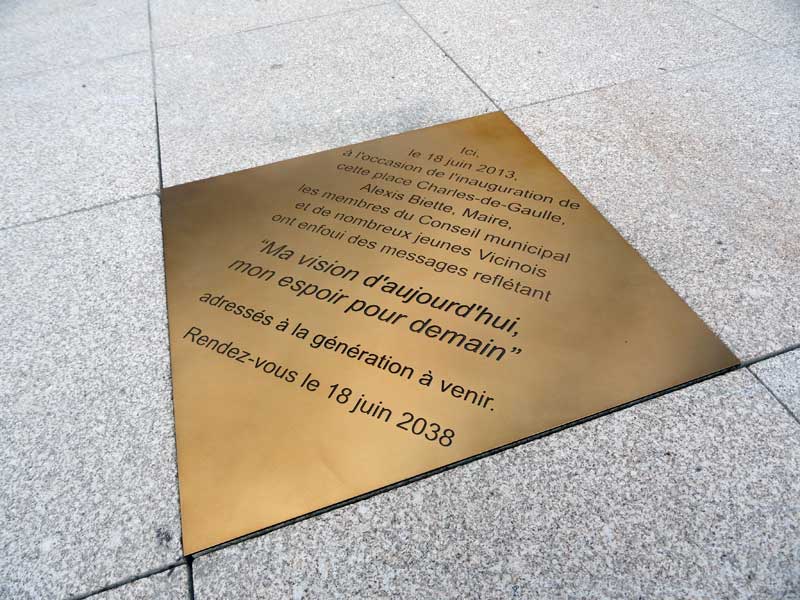 Ici,
le 18 juin 2013,
à l'occasion de l'inauguration de
cette place Charles-de-Gaulle,
Alexis Biette, Maire,
les membres du Conseil municipal
et de nombreux jeunes Vicinois
ont enfoui des messages reflétant
“Ma vision d'aujourd'hui,
mon espoir pour demain”
adressés à la génération à venir.
Rendez-vous le 18 juin 2038